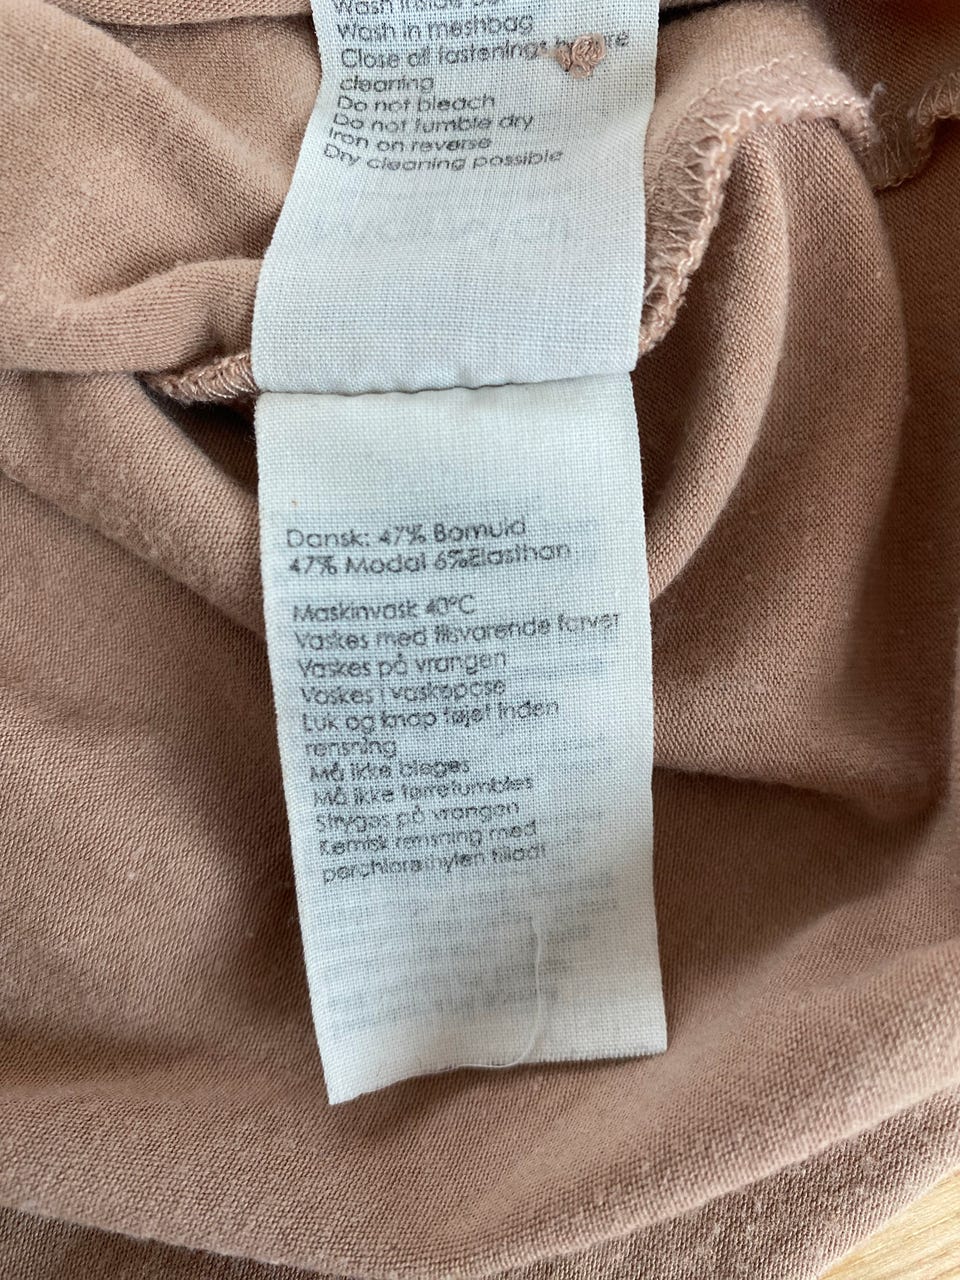 Wash inside
Wash in meshbag
Close all fastenings
cleaning
Do not bleach
Do not tumble dry
Iron on reverse
Dry cleaning possible
Dansk: 47% Bomuld
47% Modal 6%Elasthan
Maskinvask 40°C
Vaskes med tilsvarende farver
Vaskes på vrangen
Vaskes i vaskepose
Luk og knap tøjet inden
rensning
Må ikke bleges
Må ikke tørretumbles
Stryges på vrangen
Kemisk rensning med
perchlorethylen tilladt